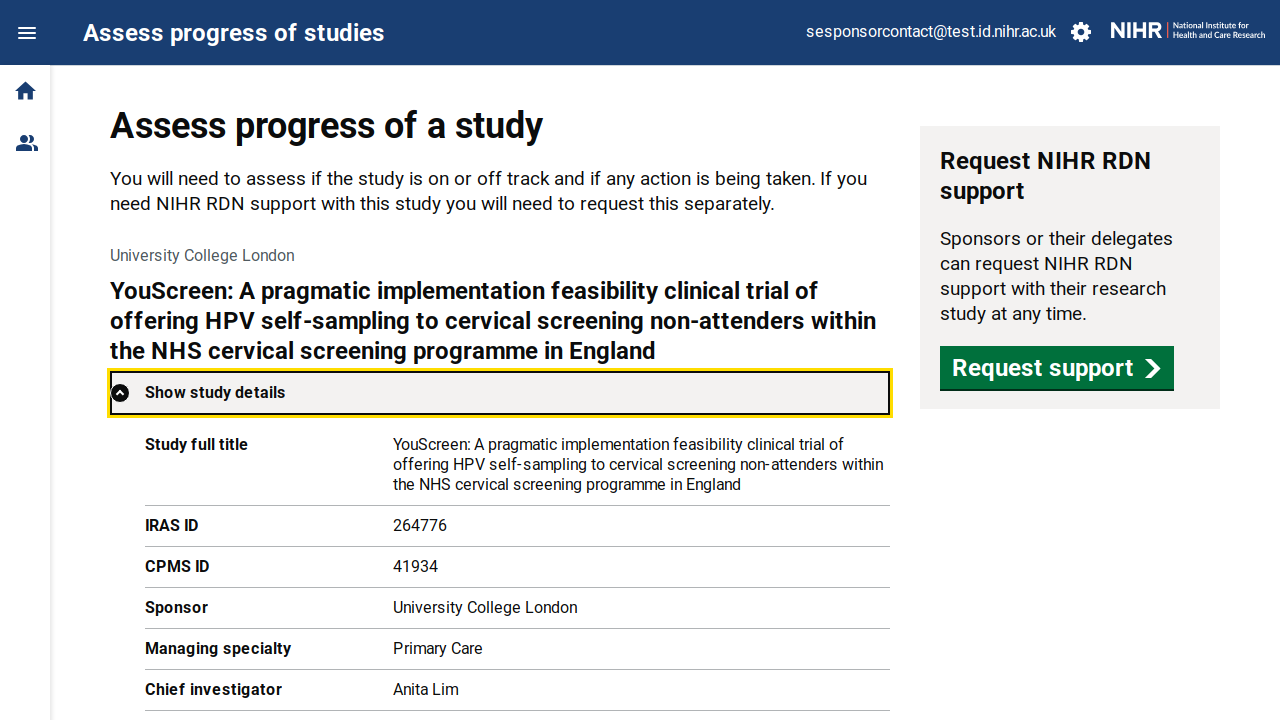 Assess progress of studies
sesponsorcontact@test.id.nihr.ac.uk
NIHR | National Institute for
Health and Care Research
Assess progress of a study
You will need to assess if the study is on or off track and if any action is being taken. If you
need NIHR RDN support with this study you will need to request this separately.
University College London
YouScreen: A pragmatic implementation feasibility clinical trial of
offering HPV self-sampling to cervical screening non-attenders within
the NHS cervical screening programme in England
Show study details
Study full title
YouScreen: A pragmatic implementation feasibility clinical trial of
offering HPV self-sampling to cervical screening non-attenders within
the NHS cervical screening programme in England
IRAS ID
264776
CPMS ID
41934
Sponsor
University College London
Managing specialty
Primary Care
Chief investigator
Anita Lim
Request NIHR RDN
support
Sponsors or their delegates
can request NIHR RDN
support with their research
study at any time.
Request support